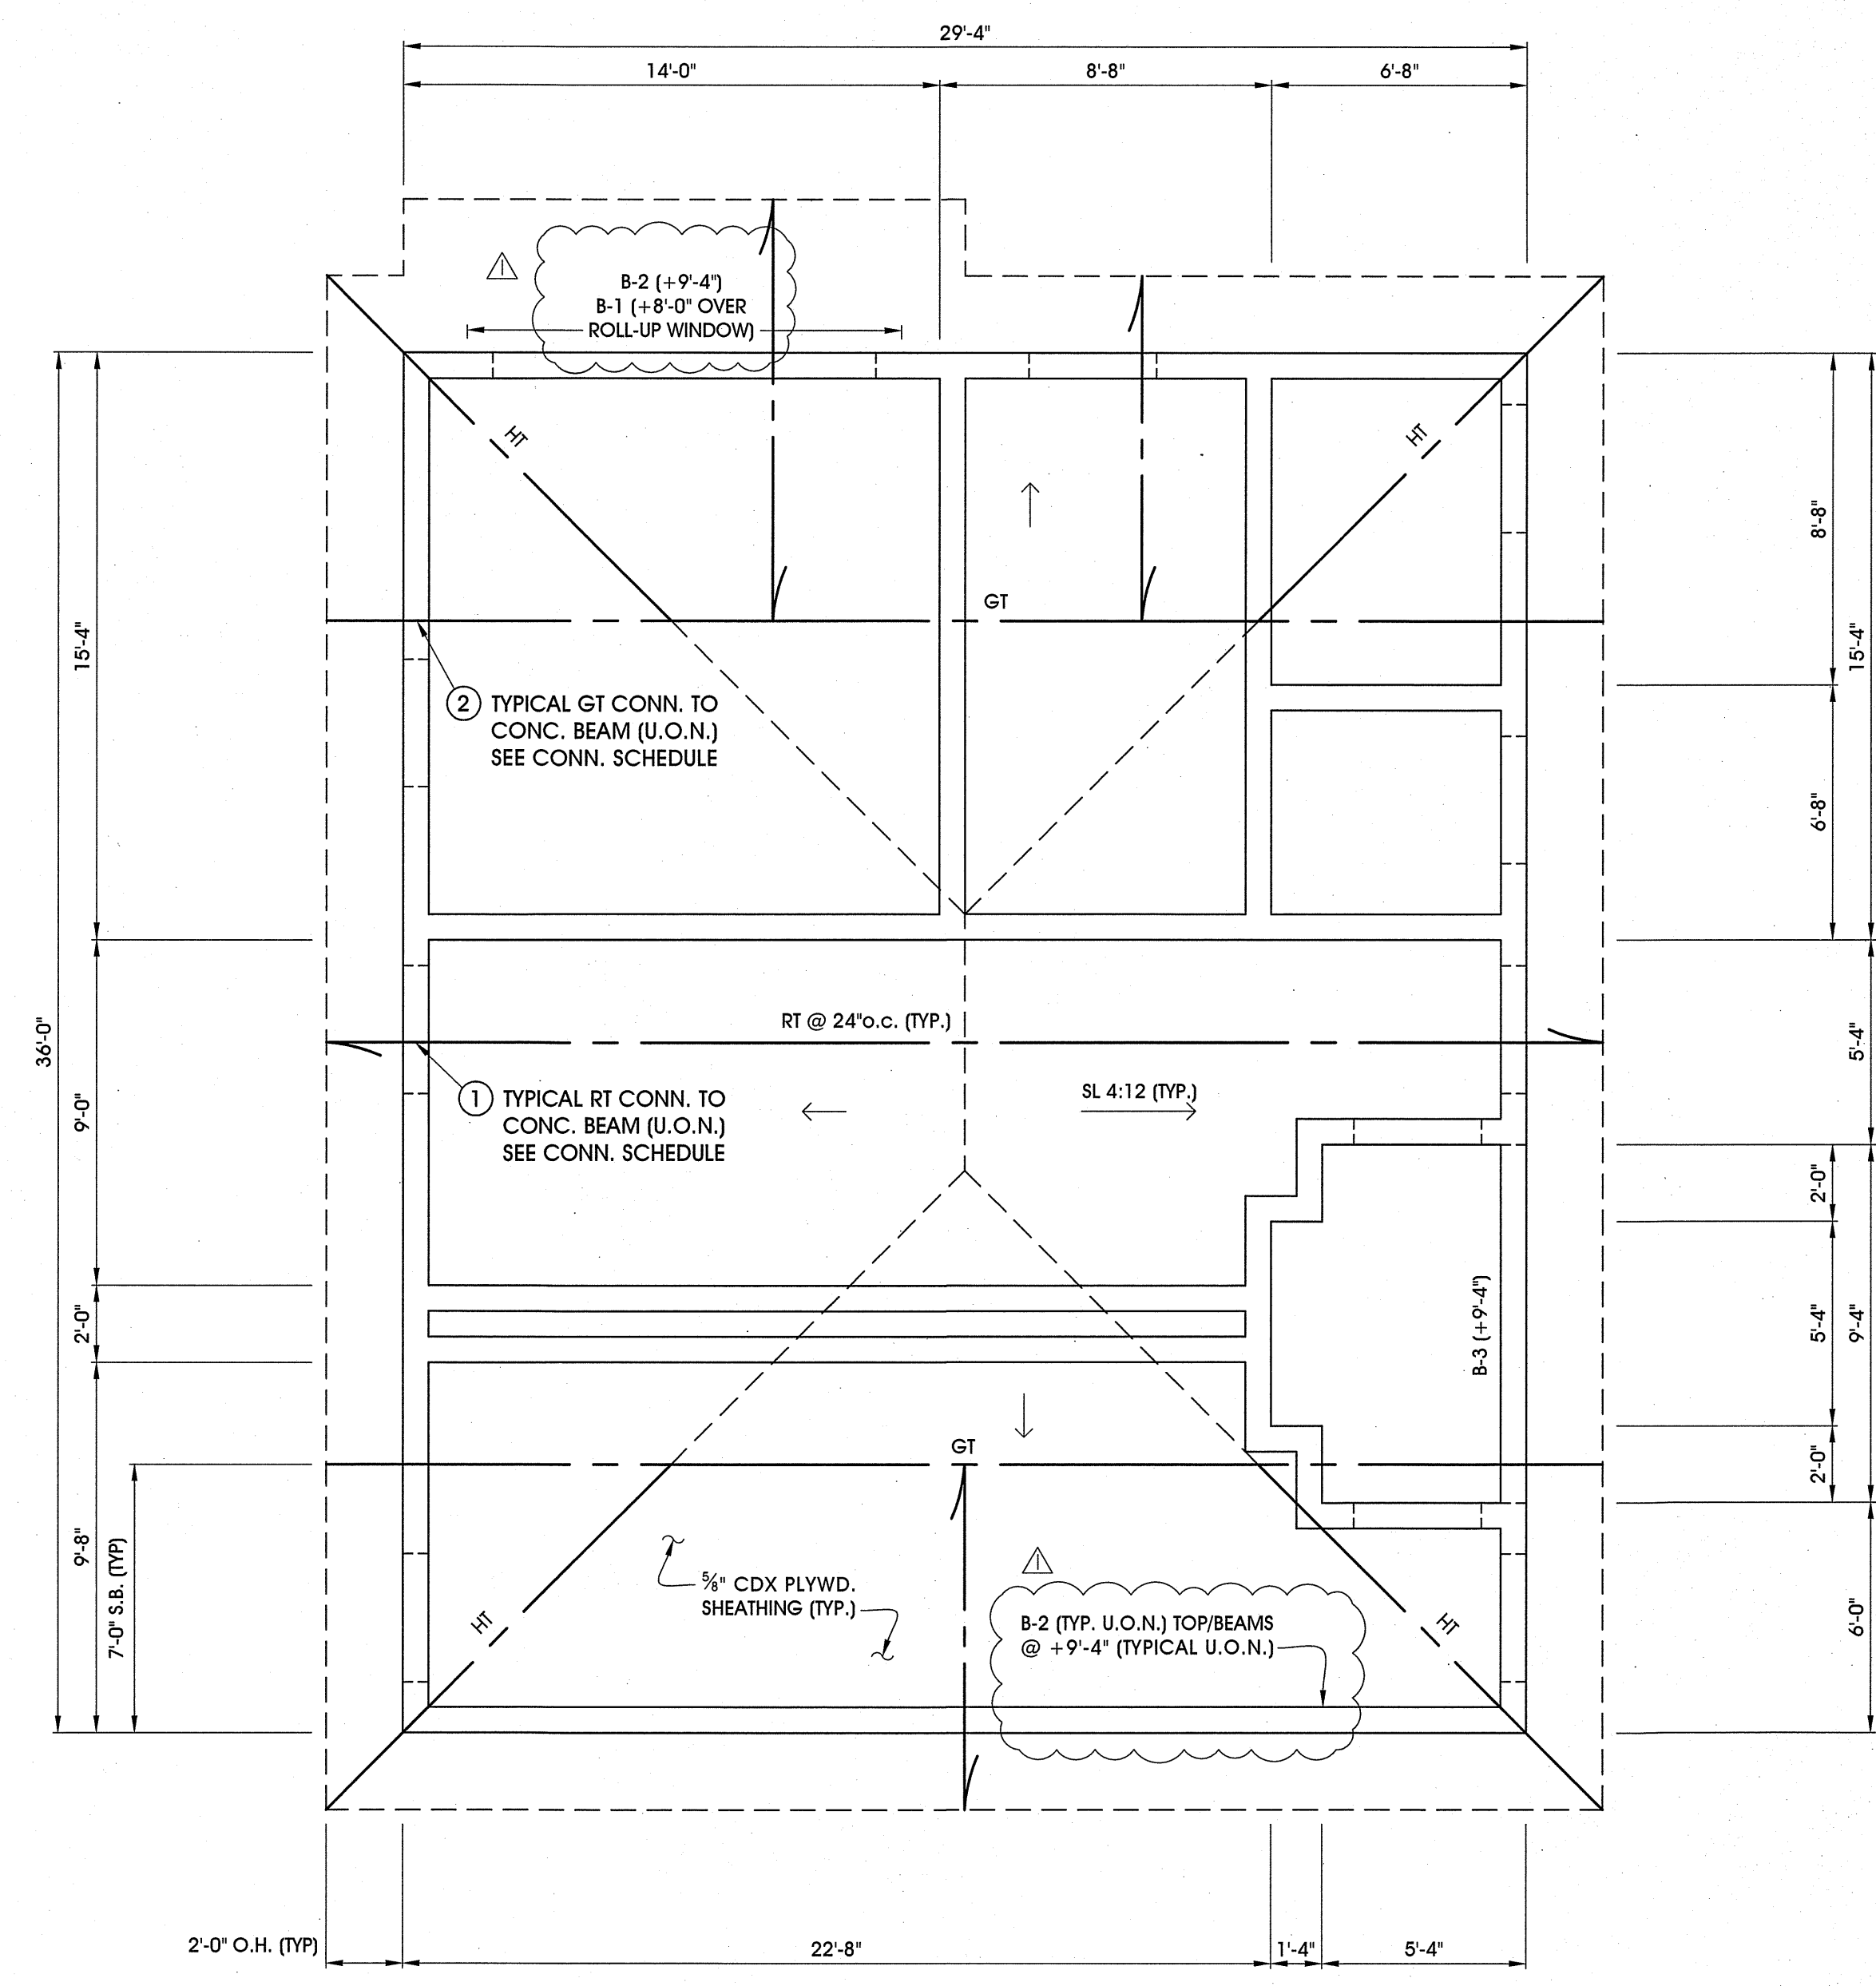 29'-4"
14'-0"
8'-8"
6'-8"
B-2 (+9'-4")
B-1 (+8'-0" OVER
ROLL-UP WINDOW)
1
HT
HT
8'-8"
15'-4"
15'-4"
GT
2
TYPICAL GT CONN. TO
CONC. BEAM (U.O.N.)
SEE CONN. SCHEDULE
6'-8"
36'-0"
RT @ 24"o.c. (TYP.)
5'-4"
9'-0"
1
TYPICAL RT CONN. TO
CONC. BEAM (U.O.N.)
SEE CONN. SCHEDULE
SL 4:12 (TYP.)
2'-0"
2'-0"
B-3 (+9'-4")
5'-4"
9'-4"
GT
2'-0"
9'-8"
7'-0" S.B. (TYP)
5/8" CDX PLYWD.
SHEATHING (TYP.)
1
B-2 (TYP. U.O.N.) TOP/BEAMS
@ +9'-4" (TYPICAL U.O.N.)
HT
HT
6'-0"
2'-0" O.H. (TYP)
22'-8"
1'-4"
5'-4"